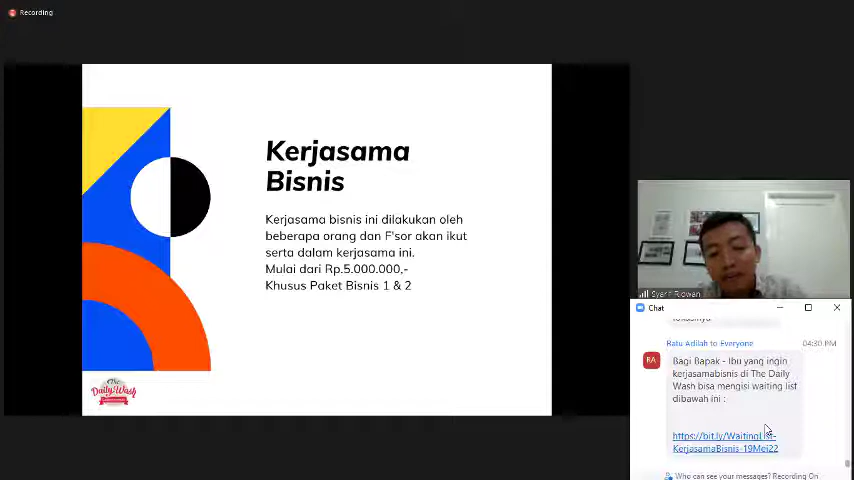 Recording
Kerjasama
Bisnis
Kerjasama bisnis ini dilakukan oleh
beberapa orang dan F'sor akan ikut
serta dalam kerjasama ini.
Mulai dari Rp.5.000.000,-
Khusus Paket Bisnis 1 & 2
The
Daily Wash
Syarif Ridwan
Chat
Ratu Adilah to Everyone
04:30 PM
RA
Bagi Bapak - Ibu yang ingin
kerjasamabisnis di The Daily
Wash bisa mengisi waiting list
dibawah ini :
https://bit.ly/WaitingList-
KerjasamaBisnis-19Mei22
Who can see your messages? Recording On